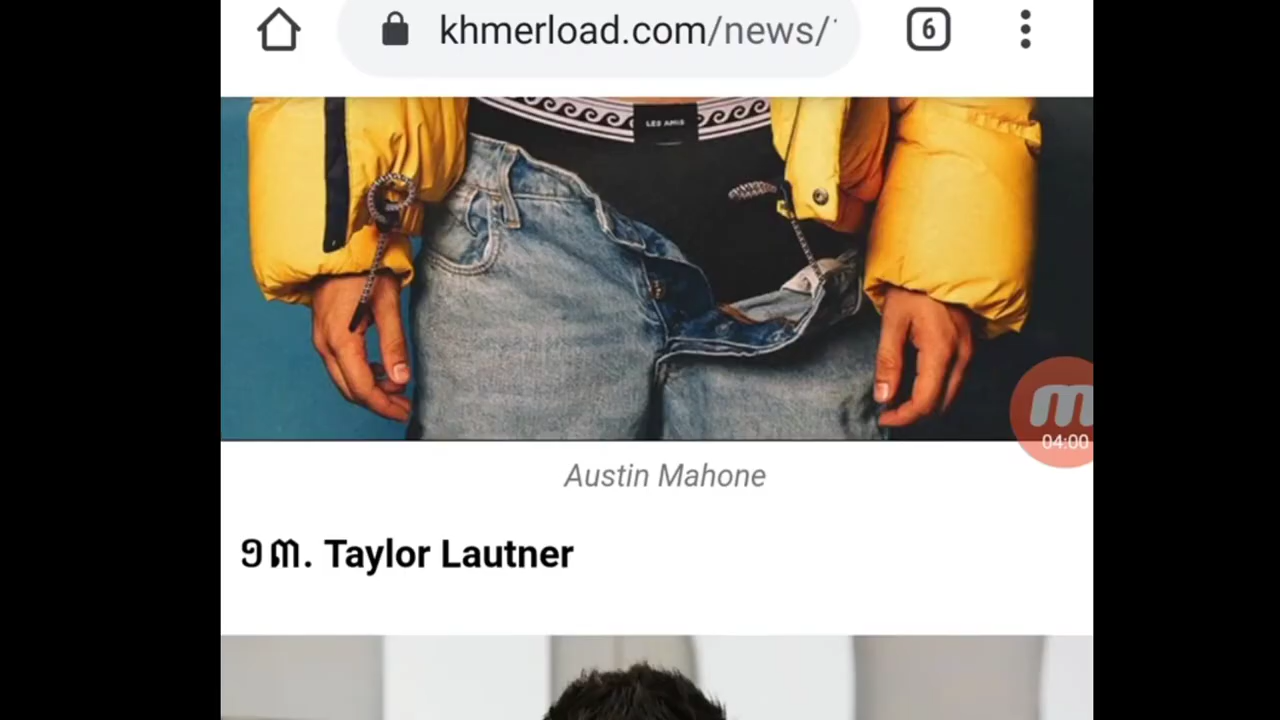 khmerload.com/news/
6
LES AMIS
04:00
Austin Mahone
១៣. Taylor Lautner